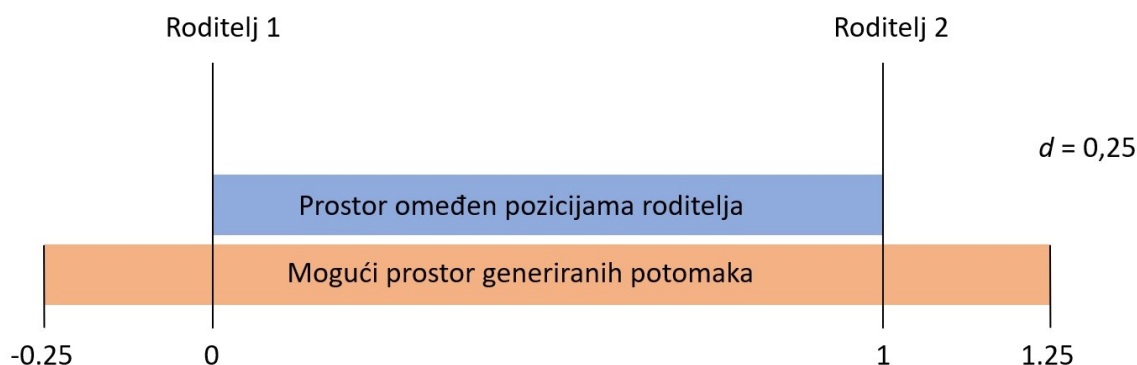 Roditelj 1
Roditelj 2
d = 0,25
Prostor omeđen pozicijama roditelja
Mogući prostor generiranih potomaka
-0.25
0
1
1.25